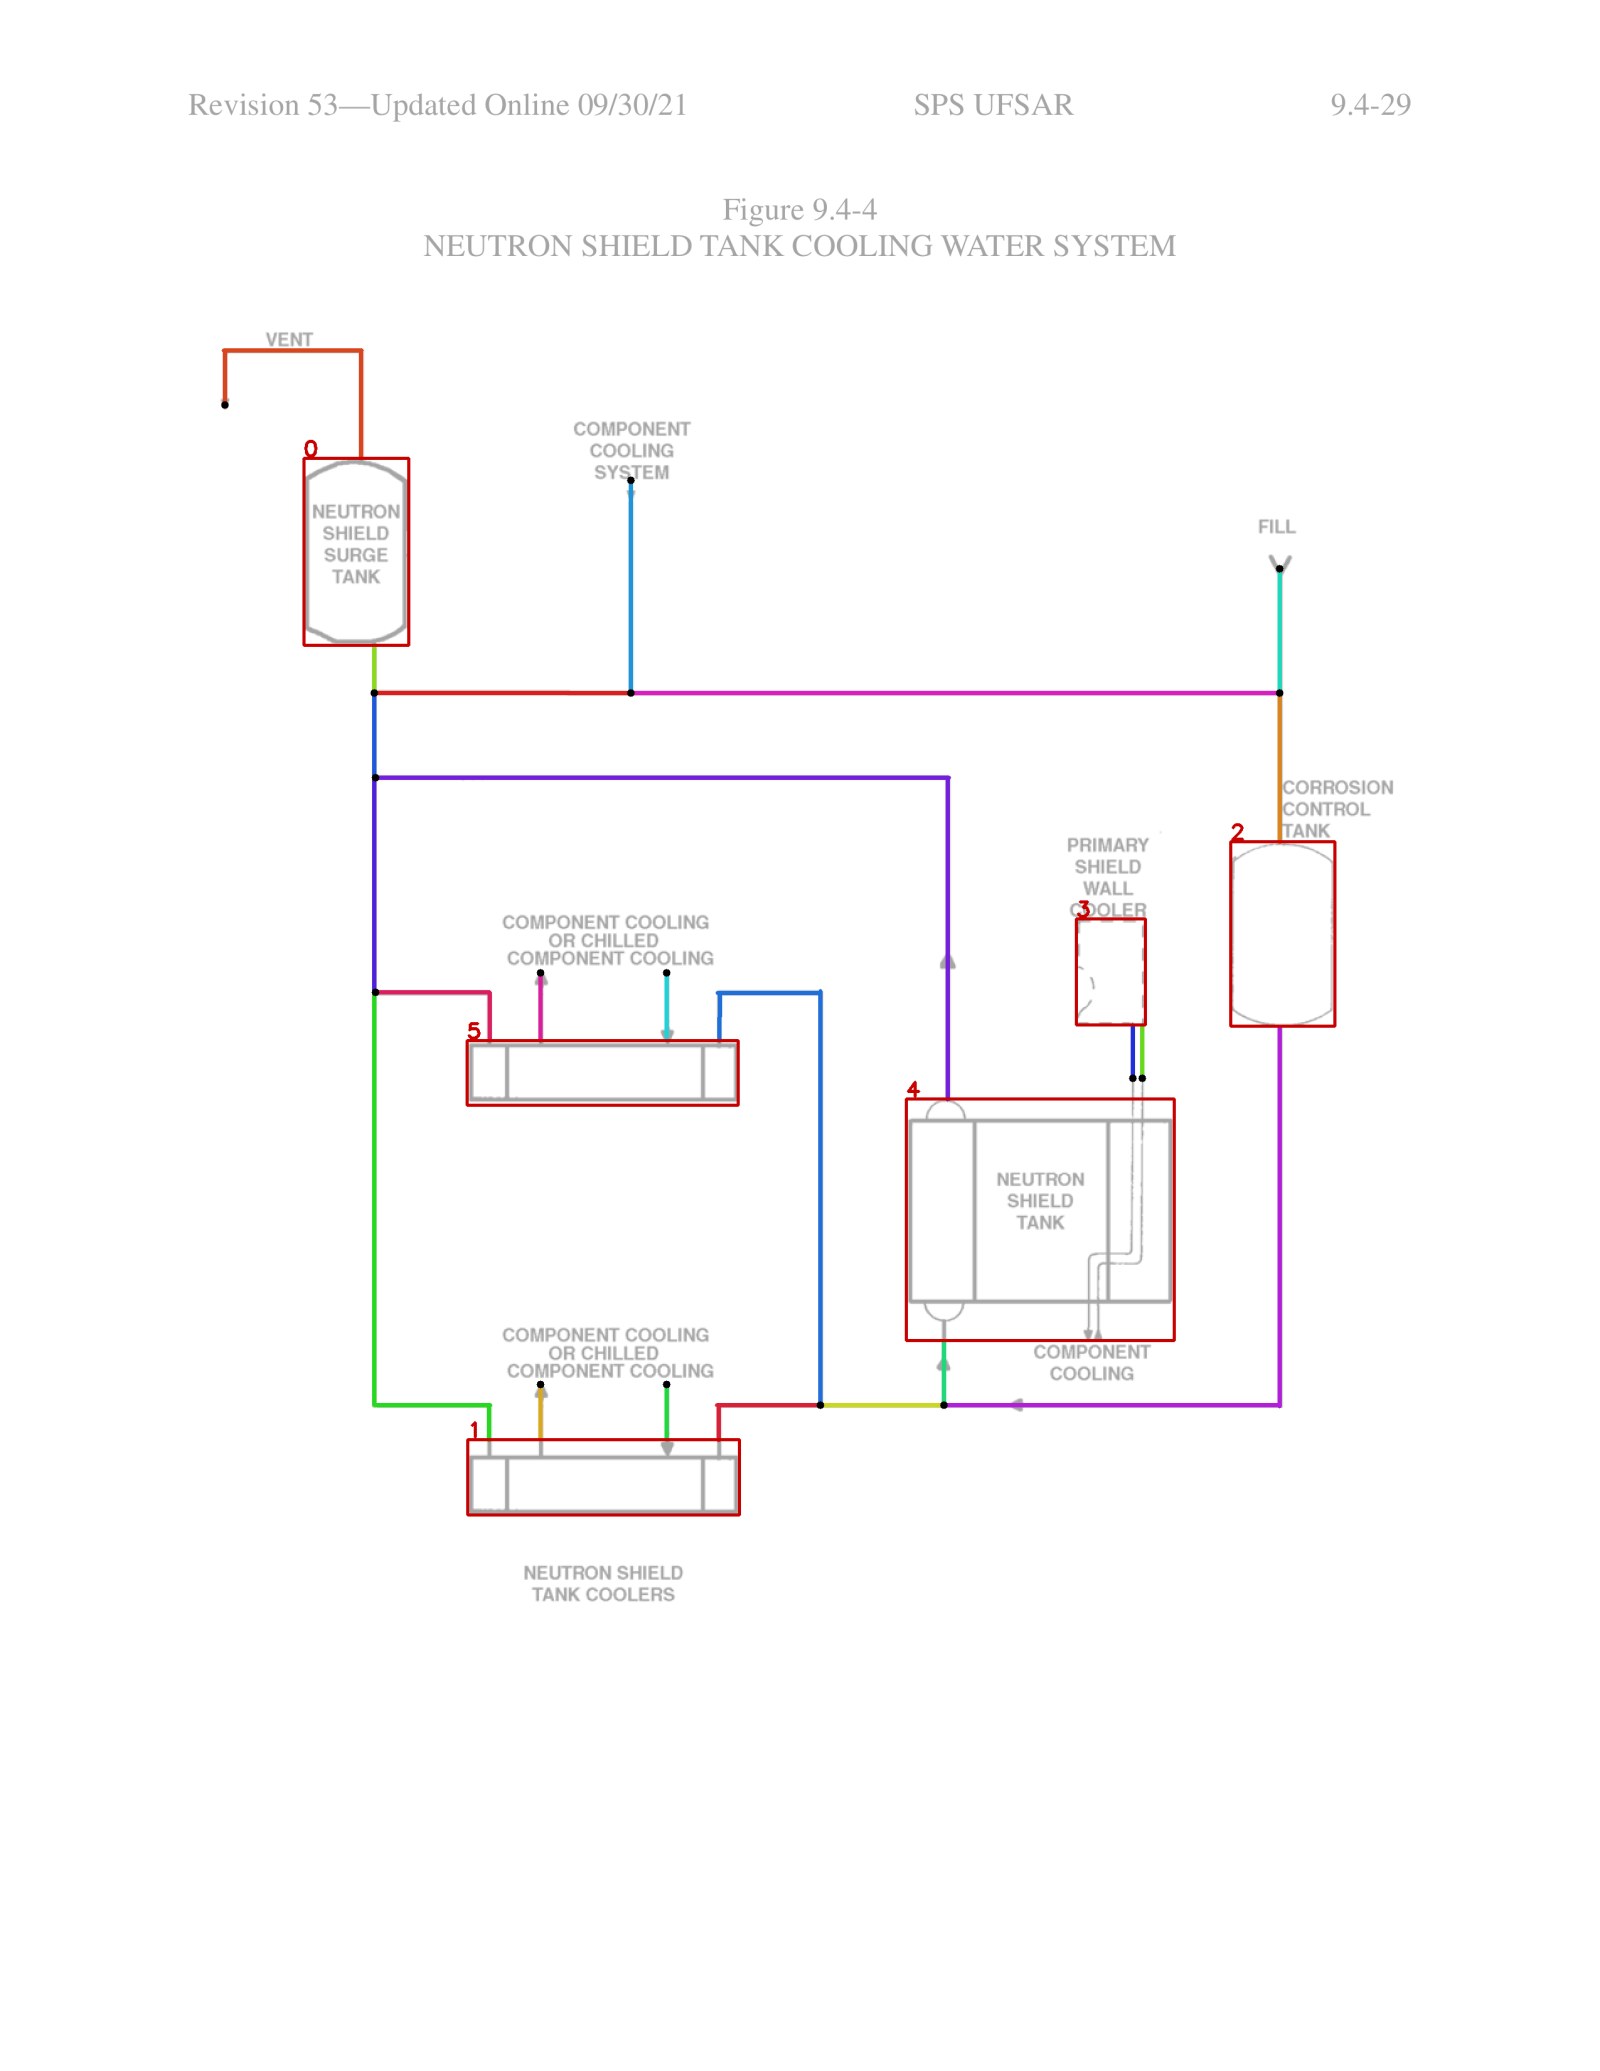 Revision 53—Updated Online 09/30/21 SPS UFSAR 9.4-29
Figure 9.4-4
NEUTRON SHIELD TANK COOLING WATER SYSTEM
VENT
COMPONENT
COOLING
SYSTEM
0
NEUTRON
SHIELD
SURGE
TANK
FILL
CORROSION
CONTROL
TANK
2
PRIMARY
SHIELD
WALL
COOLER
3
COMPONENT COOLING
OR CHILLED
COMPONENT COOLING
5
4
NEUTRON
SHIELD
TANK
COMPONENT
COOLING
COMPONENT COOLING
OR CHILLED
COMPONENT COOLING
1
NEUTRON SHIELD
TANK COOLERS